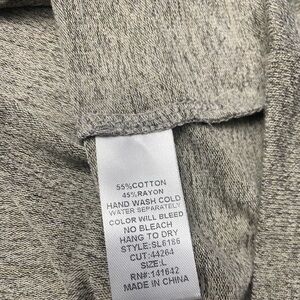 55%COTTON
45%RAYON
HAND WASH COLD
WATER SEPARATELY
COLOR WILL BLEED
NO BLEACH
HANG TO DRY
STYLE:SL6186
CUT:44264
SIZE:L
RN#:141642
MADE IN CHINA